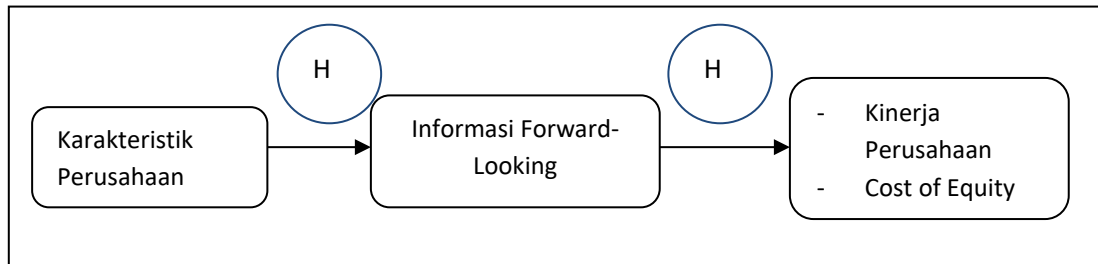 H
H
Karakteristik
Perusahaan
Informasi Forward-
Looking
- Kinerja
Perusahaan
- Cost of Equity